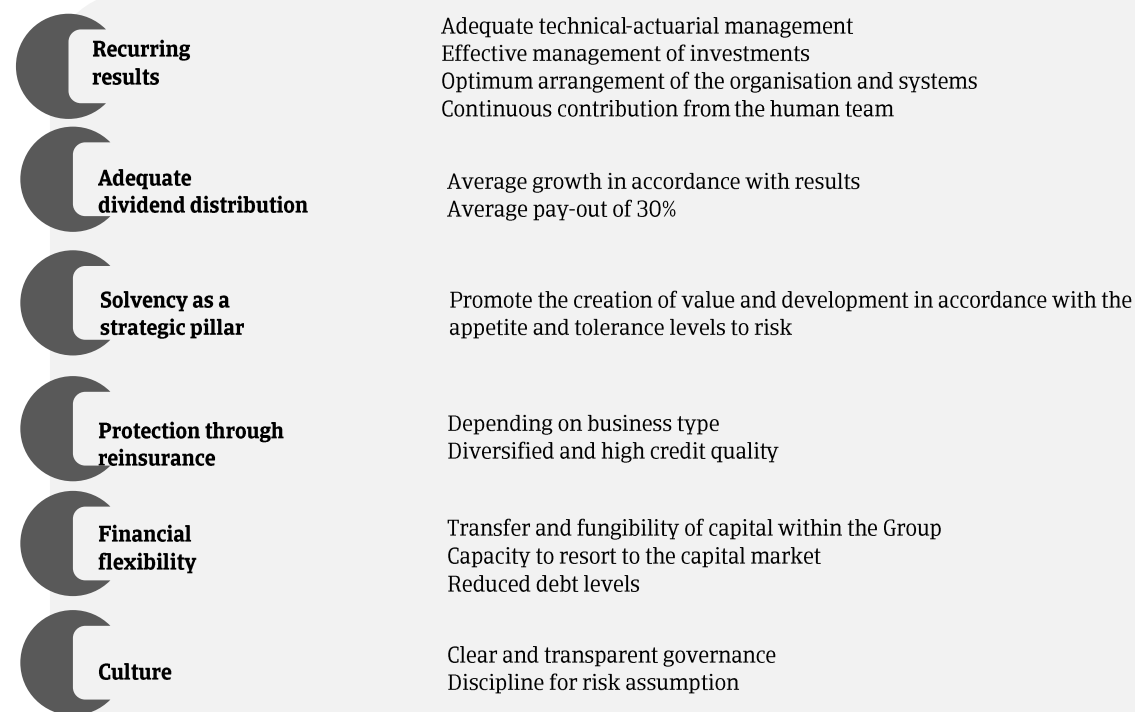 Recurring
results
Adequate technical-actuarial management
Effective management of investments
Optimum arrangement of the organisation and systems
Continuous contribution from the human team
Adequate
dividend distribution
Average growth in accordance with results
Average pay-out of 30%
Solvency as a
strategic pillar
Promote the creation of value and development in accordance with the
appetite and tolerance levels to risk
Protection through
reinsurance
Depending on business type
Diversified and high credit quality
Financial
flexibility
Transfer and fungibility of capital within the Group
Capacity to resort to the capital market
Reduced debt levels
Culture
Clear and transparent governance
Discipline for risk assumption